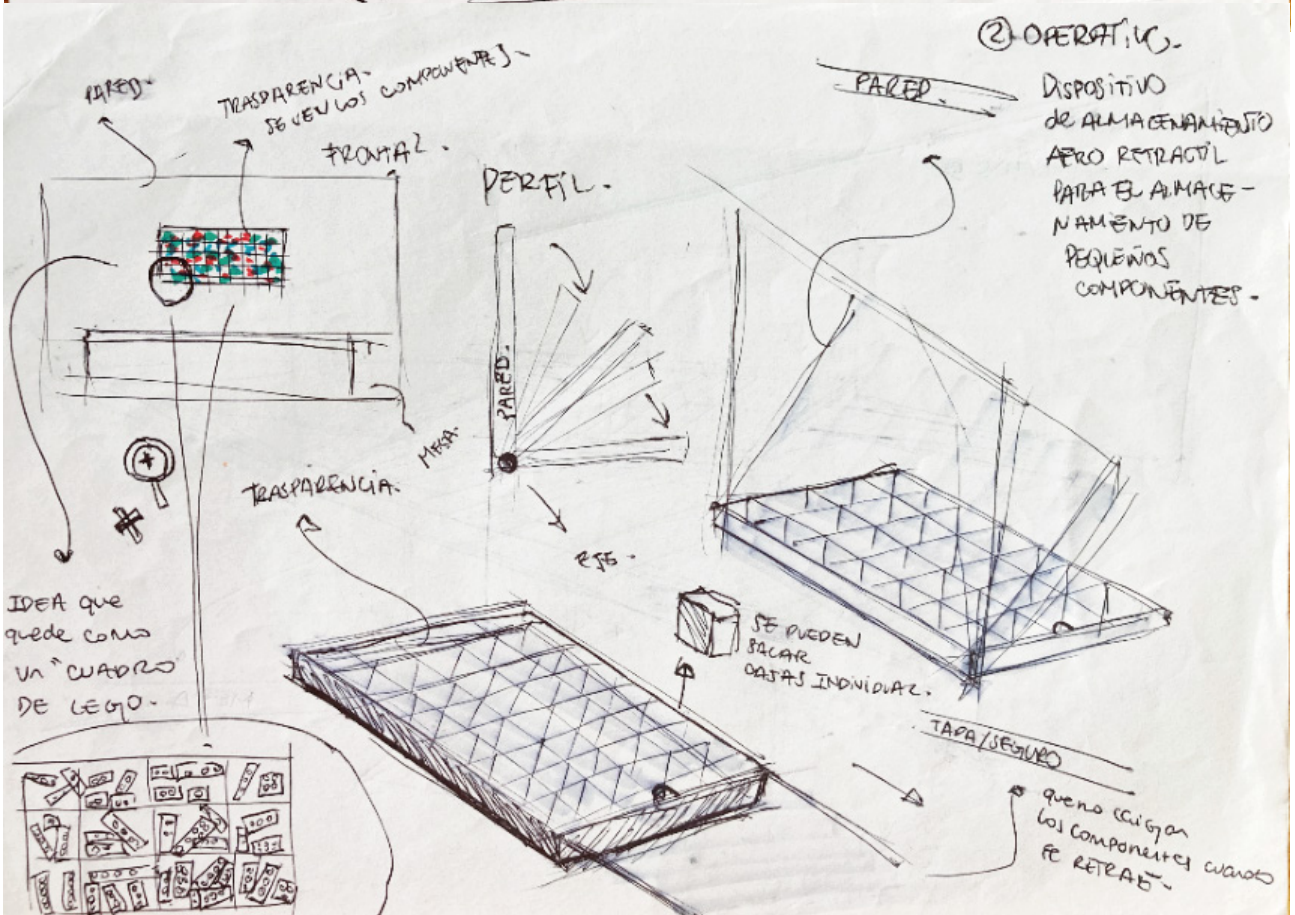 ② OPERATIVO.
PARED.
TRASPARENCIA.
SE VEN LOS COMPONENTES.
FRONTAL.
PERFIL.
PARED.
DISPOSITIVO
de ALMACENAMIENTO
AERO RETRACTIL
PARA EL ALMACE-
NAMIENTO DE
PEQUEÑOS
COMPONENTES.
PARED.
MESA.
TRASPARENCIA.
EJE.
IDEA que
quede como
un "CUADRO
DE LEGO.
SE PUEDEN
SACAR
CAJAS INDIVIDUAL.
TAPA/SEGURO
que no caigan
los componentes cuando
se RETRAE.